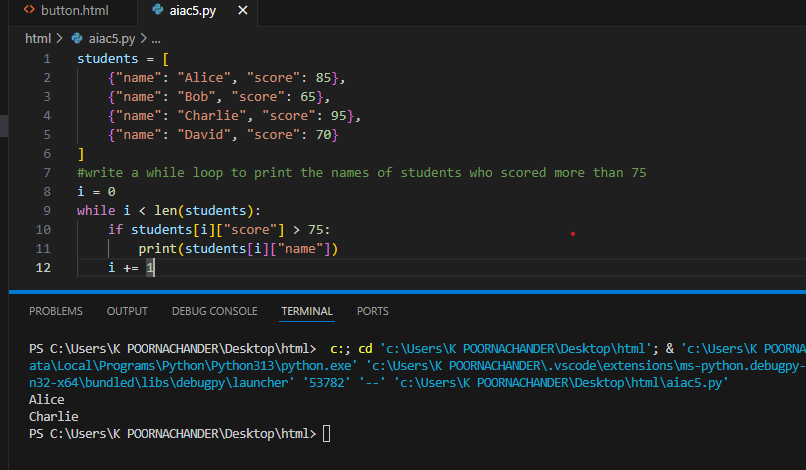 button.html
aiac5.py
html > aiac5.py > ...
1 students = [
2 {"name": "Alice", "score": 85},
3 {"name": "Bob", "score": 65},
4 {"name": "Charlie", "score": 95},
5 {"name": "David", "score": 70}
6 ]
7 #write a while loop to print the names of students who scored more than 75
8 i = 0
9 while i < len(students):
10 if students[i]["score"] > 75:
11 print(students[i]["name"])
12 i += 1
PROBLEMS OUTPUT DEBUG CONSOLE TERMINAL PORTS
PS C:\Users\K POORNACHANDER\Desktop\html> c:; cd 'c:\Users\K POORNACHANDER\Desktop\html'; & 'c:\Users\K POORNA
ata\Local\Programs\Python\Python313\python.exe' 'c:\Users\K POORNACHANDER\.vscode\extensions\ms-python.debugpy-
n32-x64\bundled\libs\debugpy\launcher' '53782' '--' 'c:\Users\K POORNACHANDER\Desktop\html\aiac5.py'
Alice
Charlie
PS C:\Users\K POORNACHANDER\Desktop\html>